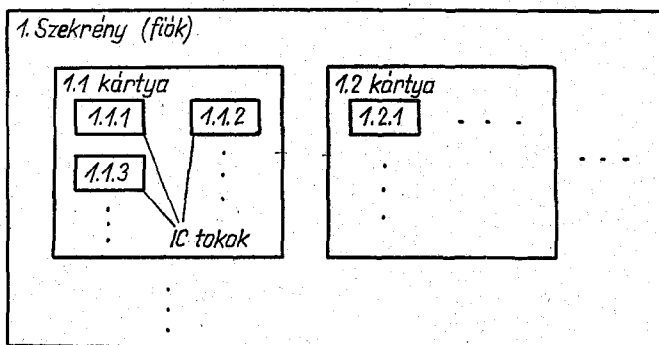 1. Szekrény (fiók)
1.1 kártya
1.1.1
1.1.2
1.1.3
IC tokok
1.2 kártya
1.2.1